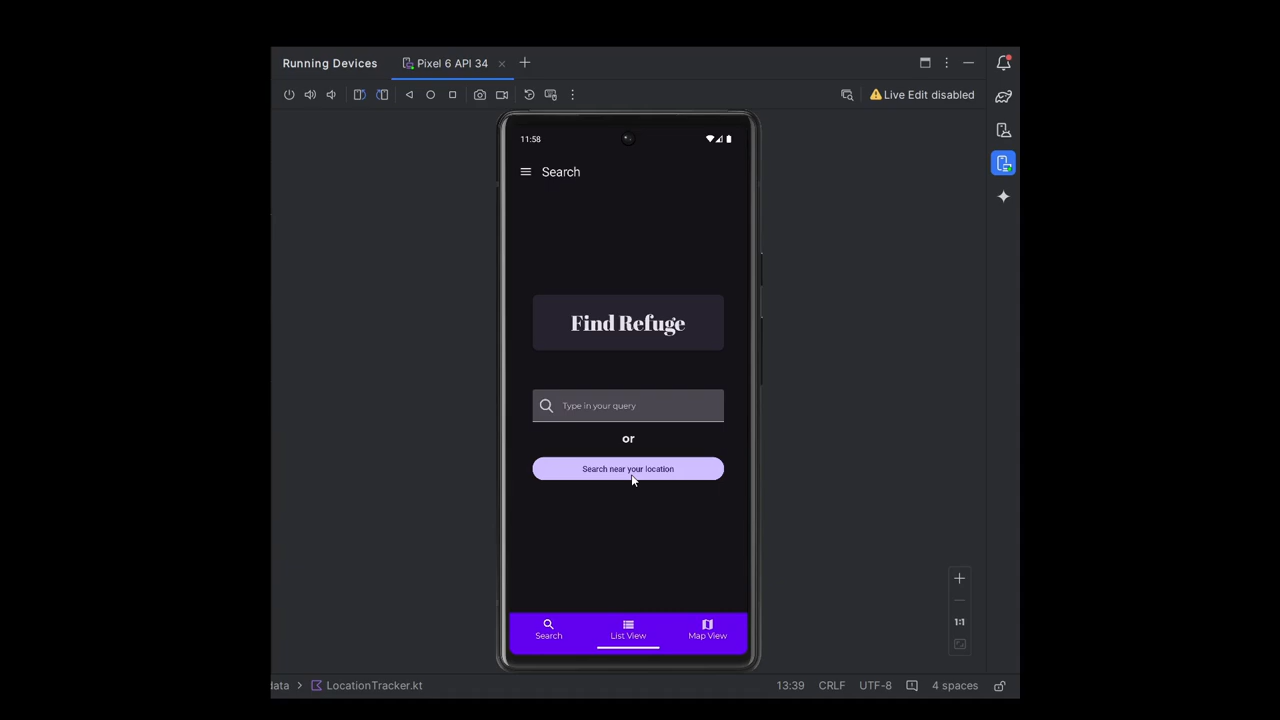 Running Devices
Pixel 6 API 34
Live Edit disabled
11:58
Search
Find Refuge
Type in your query
or
Search near your location
Search
List View
Map View
1:1
data
LocationTracker.kt
13:39
CRLF
UTF-8
4 spaces